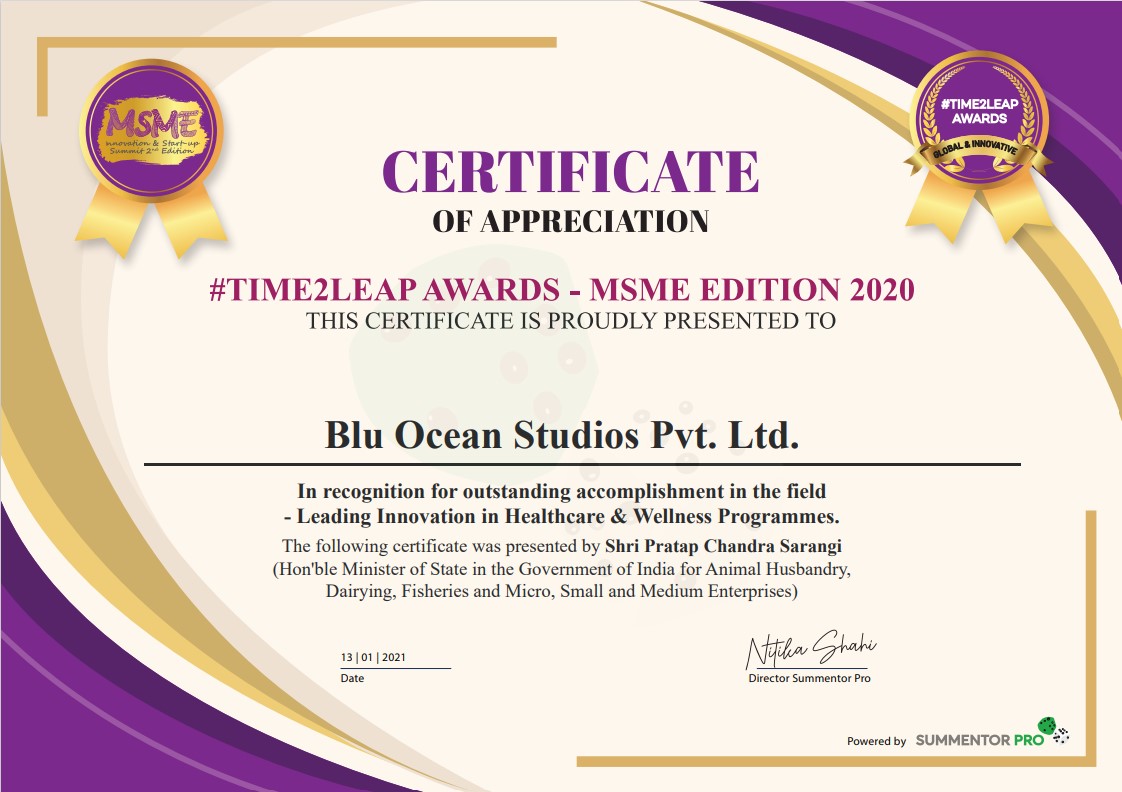 MSME
nnovation & Start-up
Summit 2nd Edition
#TIME2LEAP
AWARDS
GLOBAL & INNOVATIVE
CERTIFICATE
OF APPRECIATION
#TIME2LEAP AWARDS - MSME EDITION 2020
THIS CERTIFICATE IS PROUDLY PRESENTED TO
Blu Ocean Studios Pvt. Ltd.
In recognition for outstanding accomplishment in the field
- Leading Innovation in Healthcare & Wellness Programmes.
The following certificate was presented by Shri Pratap Chandra Sarangi
(Hon'ble Minister of State in the Government of India for Animal Husbandry,
Dairying, Fisheries and Micro, Small and Medium Enterprises)
13 | 01 | 2021
Date
Nitika Shahi
Director Summentor Pro
Powered by SUMMENTOR PRO